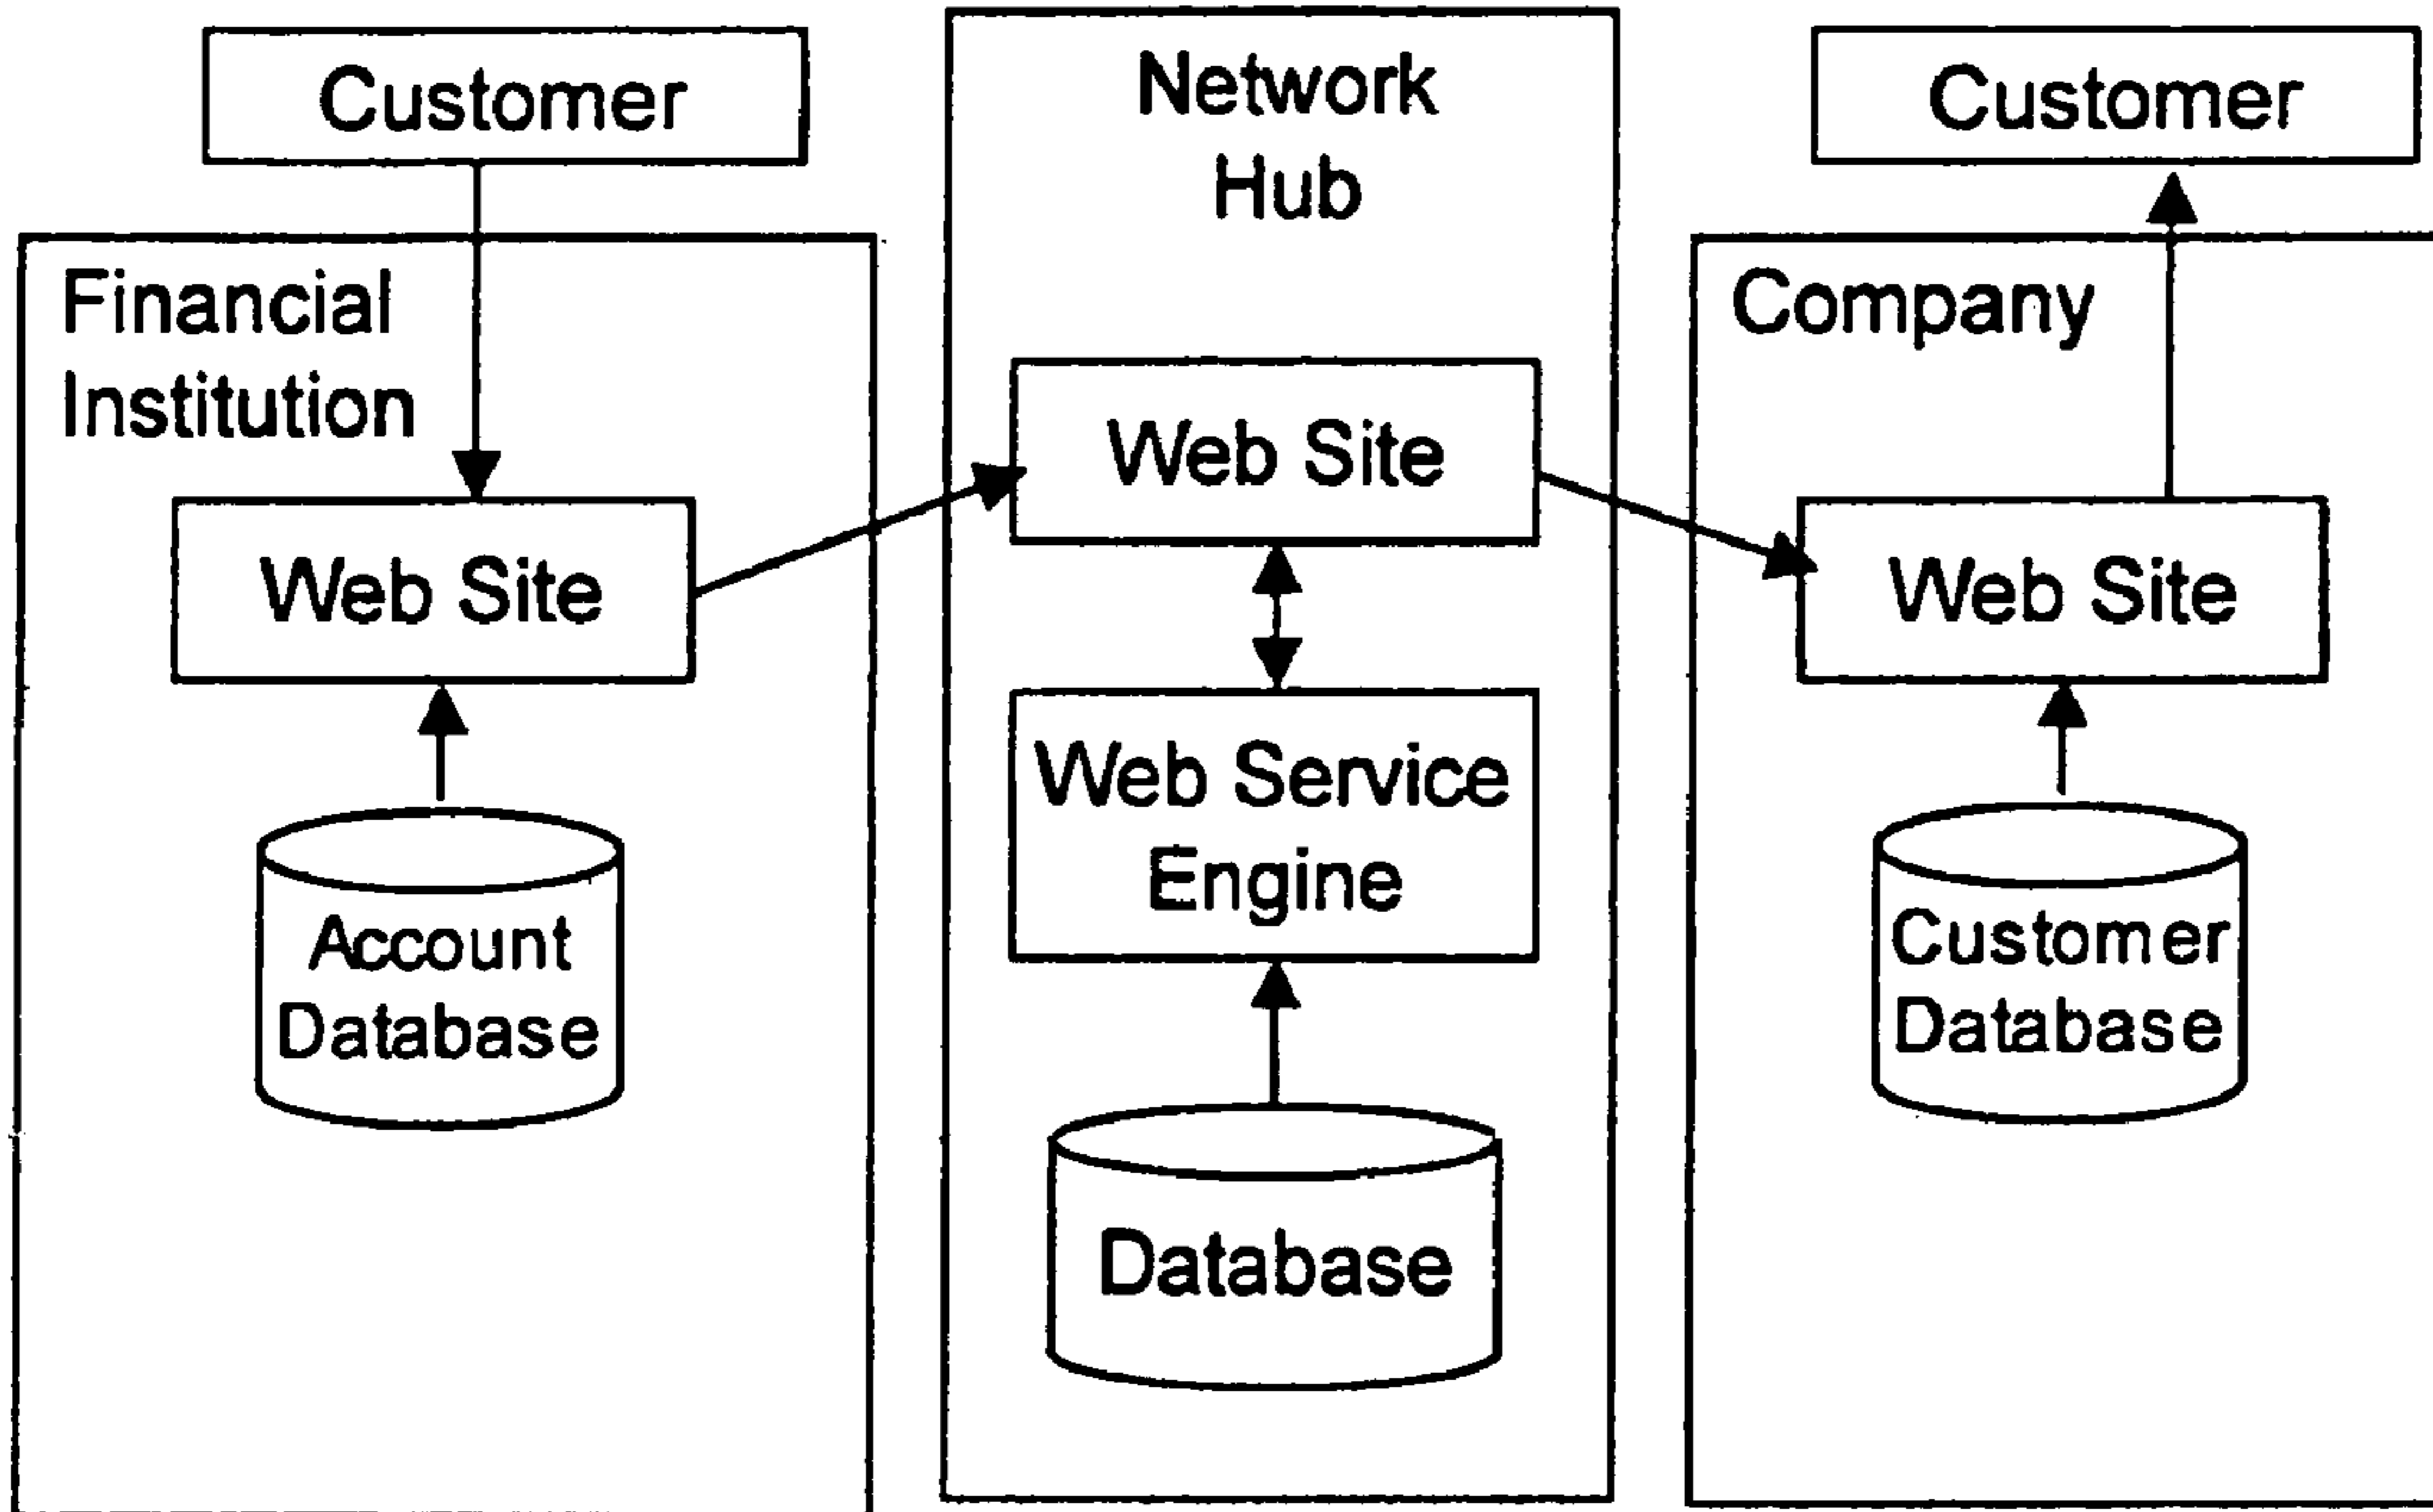 Customer
Financial
Institution
Web Site
Account
Database
Network
Hub
Web Site
Web Service
Engine
Database
Customer
Company
Web Site
Customer
Database